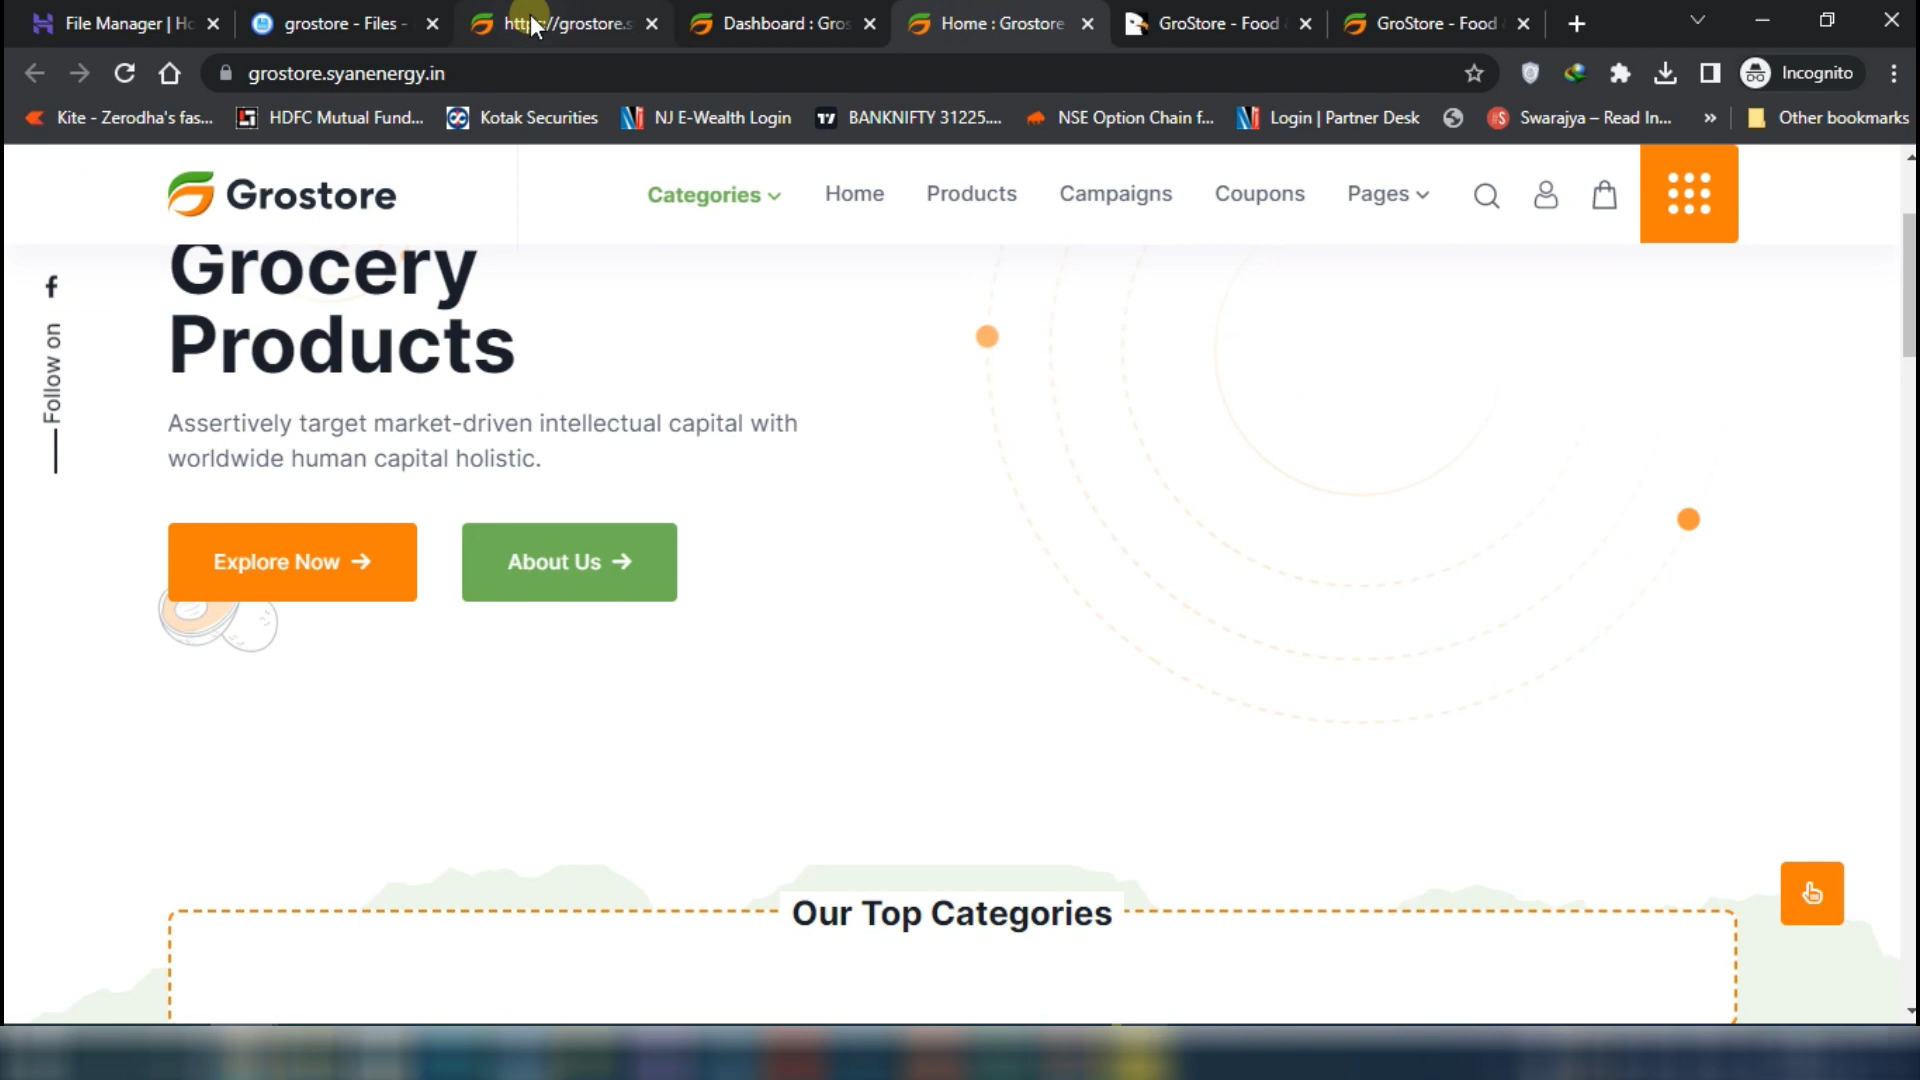 File Manager | Ho
grostore - Files -
https://grostore.s
Dashboard : Gros
Home : Grostore
GroStore - Food
GroStore - Food
grostore.syanenergy.in
Incognito
Kite - Zerodha's fas...
HDFC Mutual Fund...
Kotak Securities
NJ E-Wealth Login
BANKNIFTY 31225....
NSE Option Chain f...
Login | Partner Desk
Swarajya – Read In...
»
Other bookmarks
Grostore
Categories
Home
Products
Campaigns
Coupons
Pages
Follow on
Grocery
Products
Assertively target market-driven intellectual capital with
worldwide human capital holistic.
Explore Now →
About Us →
Our Top Categories